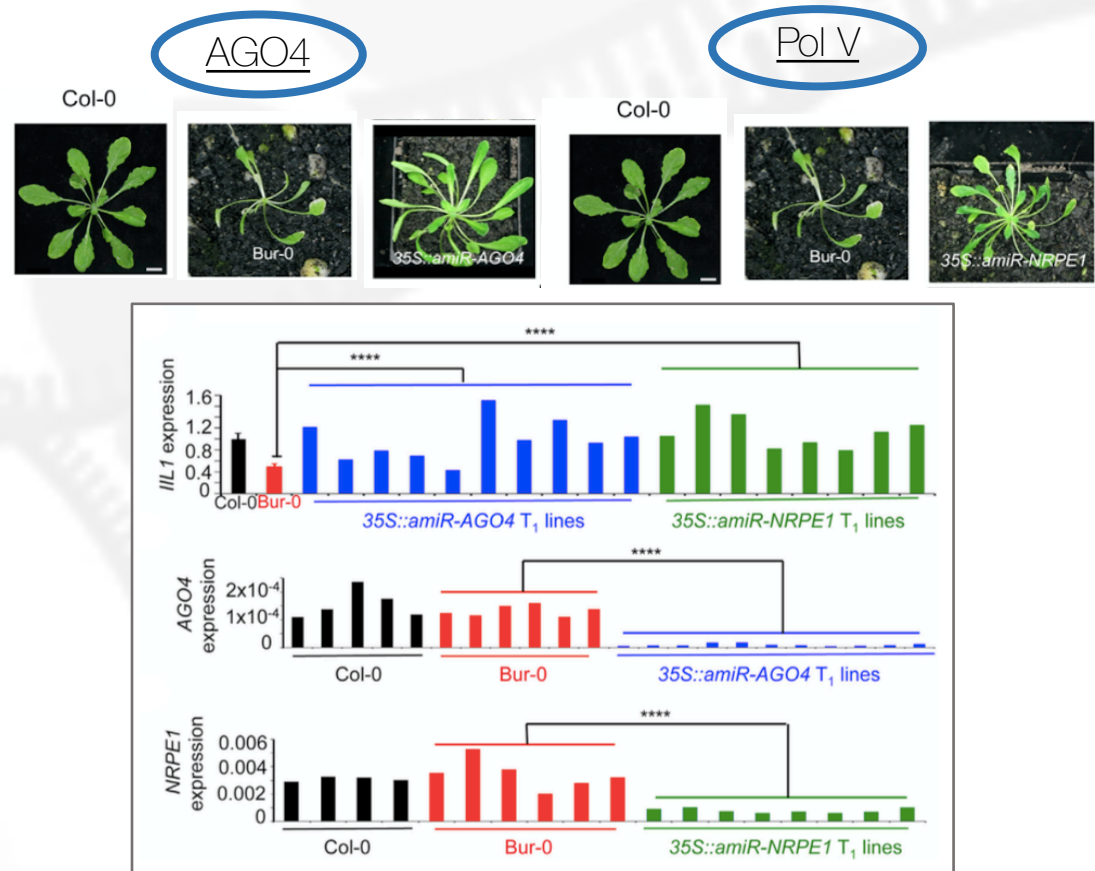 AGO4
Pol V
Col-0
Col-0
Bur-0
35S::amiR-AGO4
Bur-0
35S::amiR-NRPE1
****
****
IIL1 expression
1.6
1.2
0.8
0.4
0
Col-0 Bur-0
35S::amiR-AGO4 T₁ lines
35S::amiR-NRPE1 T₁ lines
****
AGO4
expression
2x10⁻⁴
1x10⁻⁴
0
Col-0
Bur-0
35S::amiR-AGO4 T₁ lines
****
NRPE1
expression
0.006
0.004
0.002
0
Col-0
Bur-0
35S::amiR-NRPE1 T₁ lines